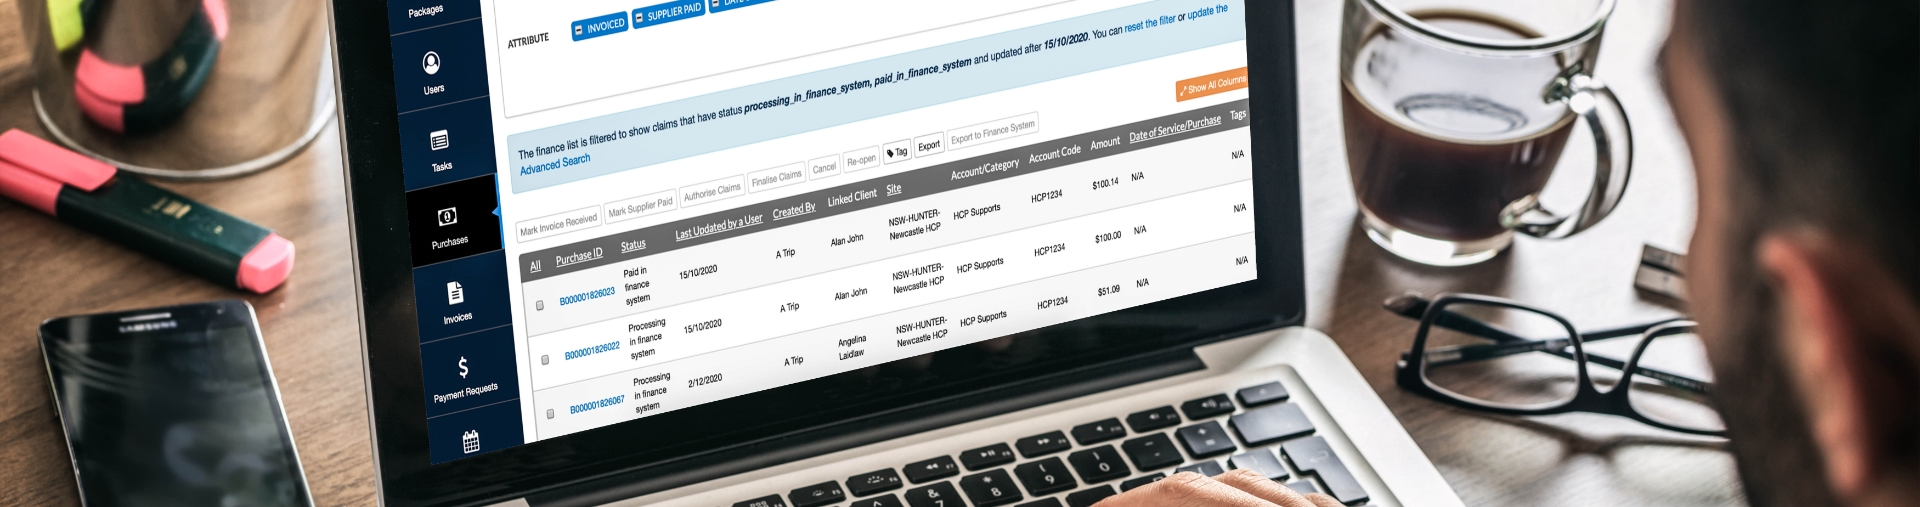 Packages
Users
Tasks
Purchases
Invoices
Payment Requests
ATTRIBUTE
INVOICED SUPPLIER PAID
The finance list is filtered to show claims that have status processing_in_finance_system, paid_in_finance_system and updated after 15/10/2020. You can reset the filter or update the
Advanced Search
Show All Columns
Mark Invoice Received Mark Supplier Paid Authorise Claims Finalise Claims Cancel Re-open Tag Export Export to Finance System
All Purchase ID Status Last Updated by a User Created By Linked Client Site Account/Category Account Code Amount Date of Service/Purchase Tags
B000001826023 Paid in finance system 15/10/2020 A Trip Alan John NSW-HUNTER-Newcastle HCP HCP Supports HCP1234 $100.14 N/A N/A
B000001826022 Processing in finance system 15/10/2020 A Trip Alan John NSW-HUNTER-Newcastle HCP HCP Supports HCP1234 $100.00 N/A N/A
B000001826067 Processing in finance system 2/12/2020 A Trip Angelina Laidlaw NSW-HUNTER-Newcastle HCP HCP Supports HCP1234 $51.09 N/A N/A
SAMSUNG
&
7
*
8
(
9
)
0